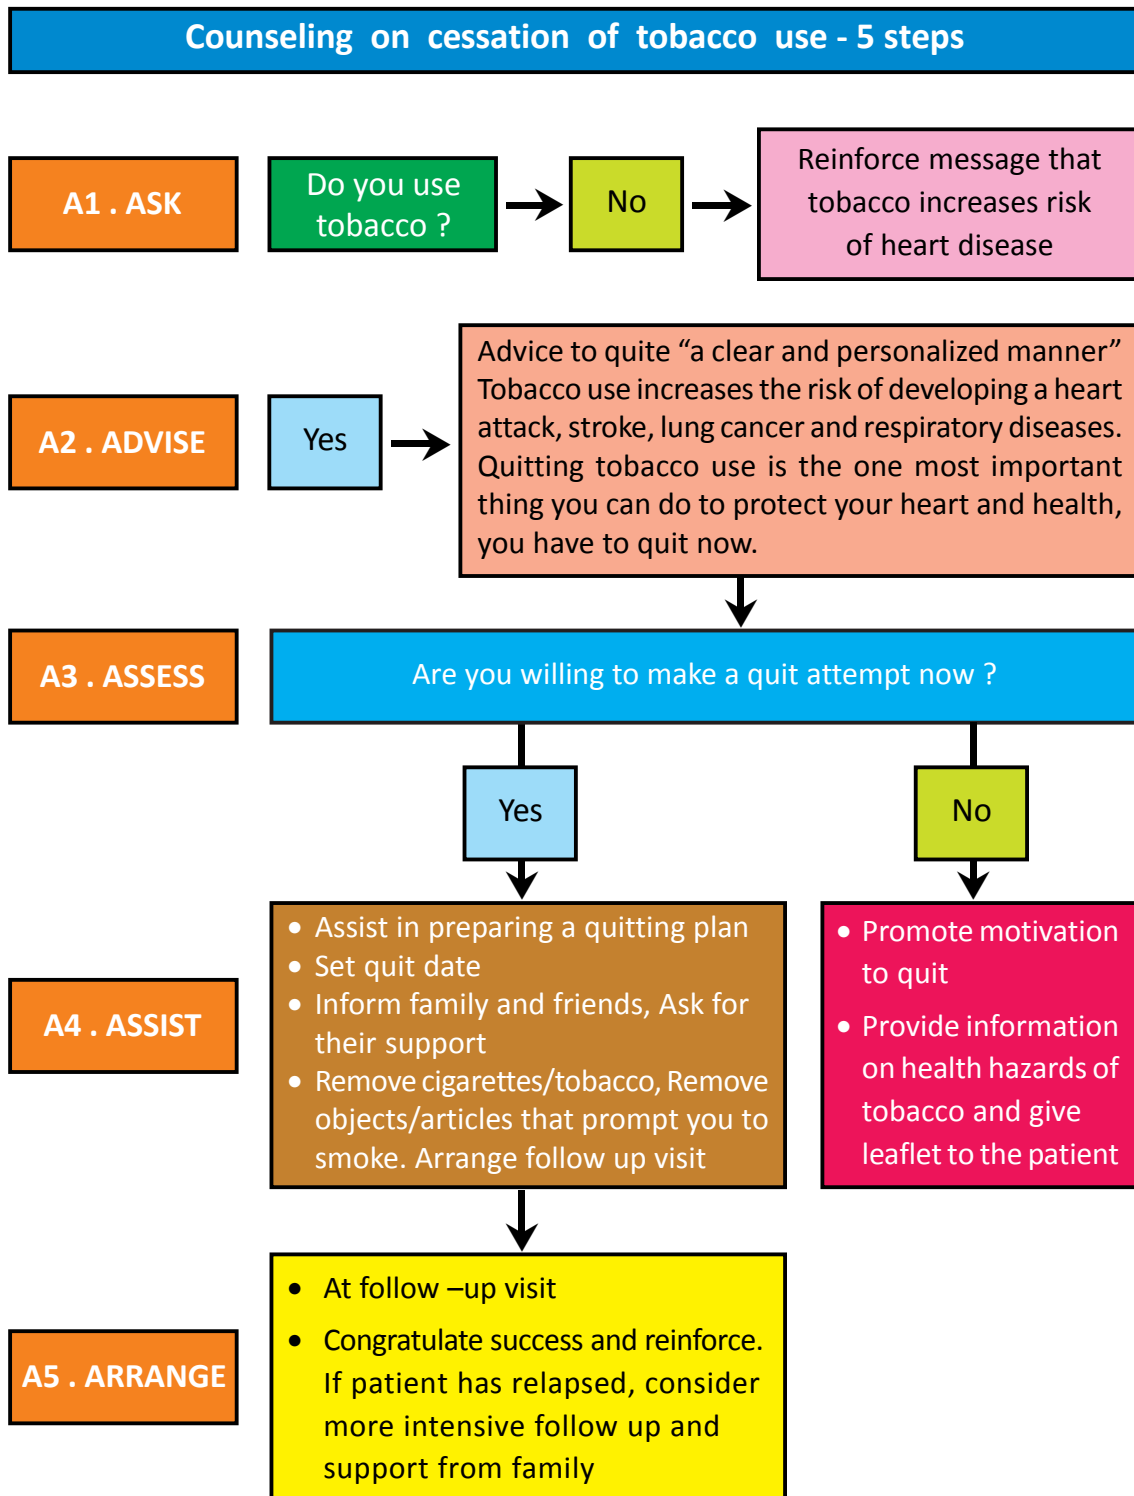 Counseling on cessation of tobacco use - 5 steps
A1 . ASK
Do you use
tobacco ?
No
Reinforce message that
tobacco increases risk
of heart disease
A2 . ADVISE
Yes
Advice to quite “a clear and personalized manner”
Tobacco use increases the risk of developing a heart
attack, stroke, lung cancer and respiratory diseases.
Quitting tobacco use is the one most important
thing you can do to protect your heart and health,
you have to quit now.
A3 . ASSESS
Are you willing to make a quit attempt now ?
Yes
No
A4 . ASSIST
• Assist in preparing a quitting plan
• Set quit date
• Inform family and friends, Ask for
their support
• Remove cigarettes/tobacco, Remove
objects/articles that prompt you to
smoke. Arrange follow up visit
• Promote motivation
to quit
• Provide information
on health hazards of
tobacco and give
leaflet to the patient
A5 . ARRANGE
• At follow –up visit
• Congratulate success and reinforce.
If patient has relapsed, consider
more intensive follow up and
support from family